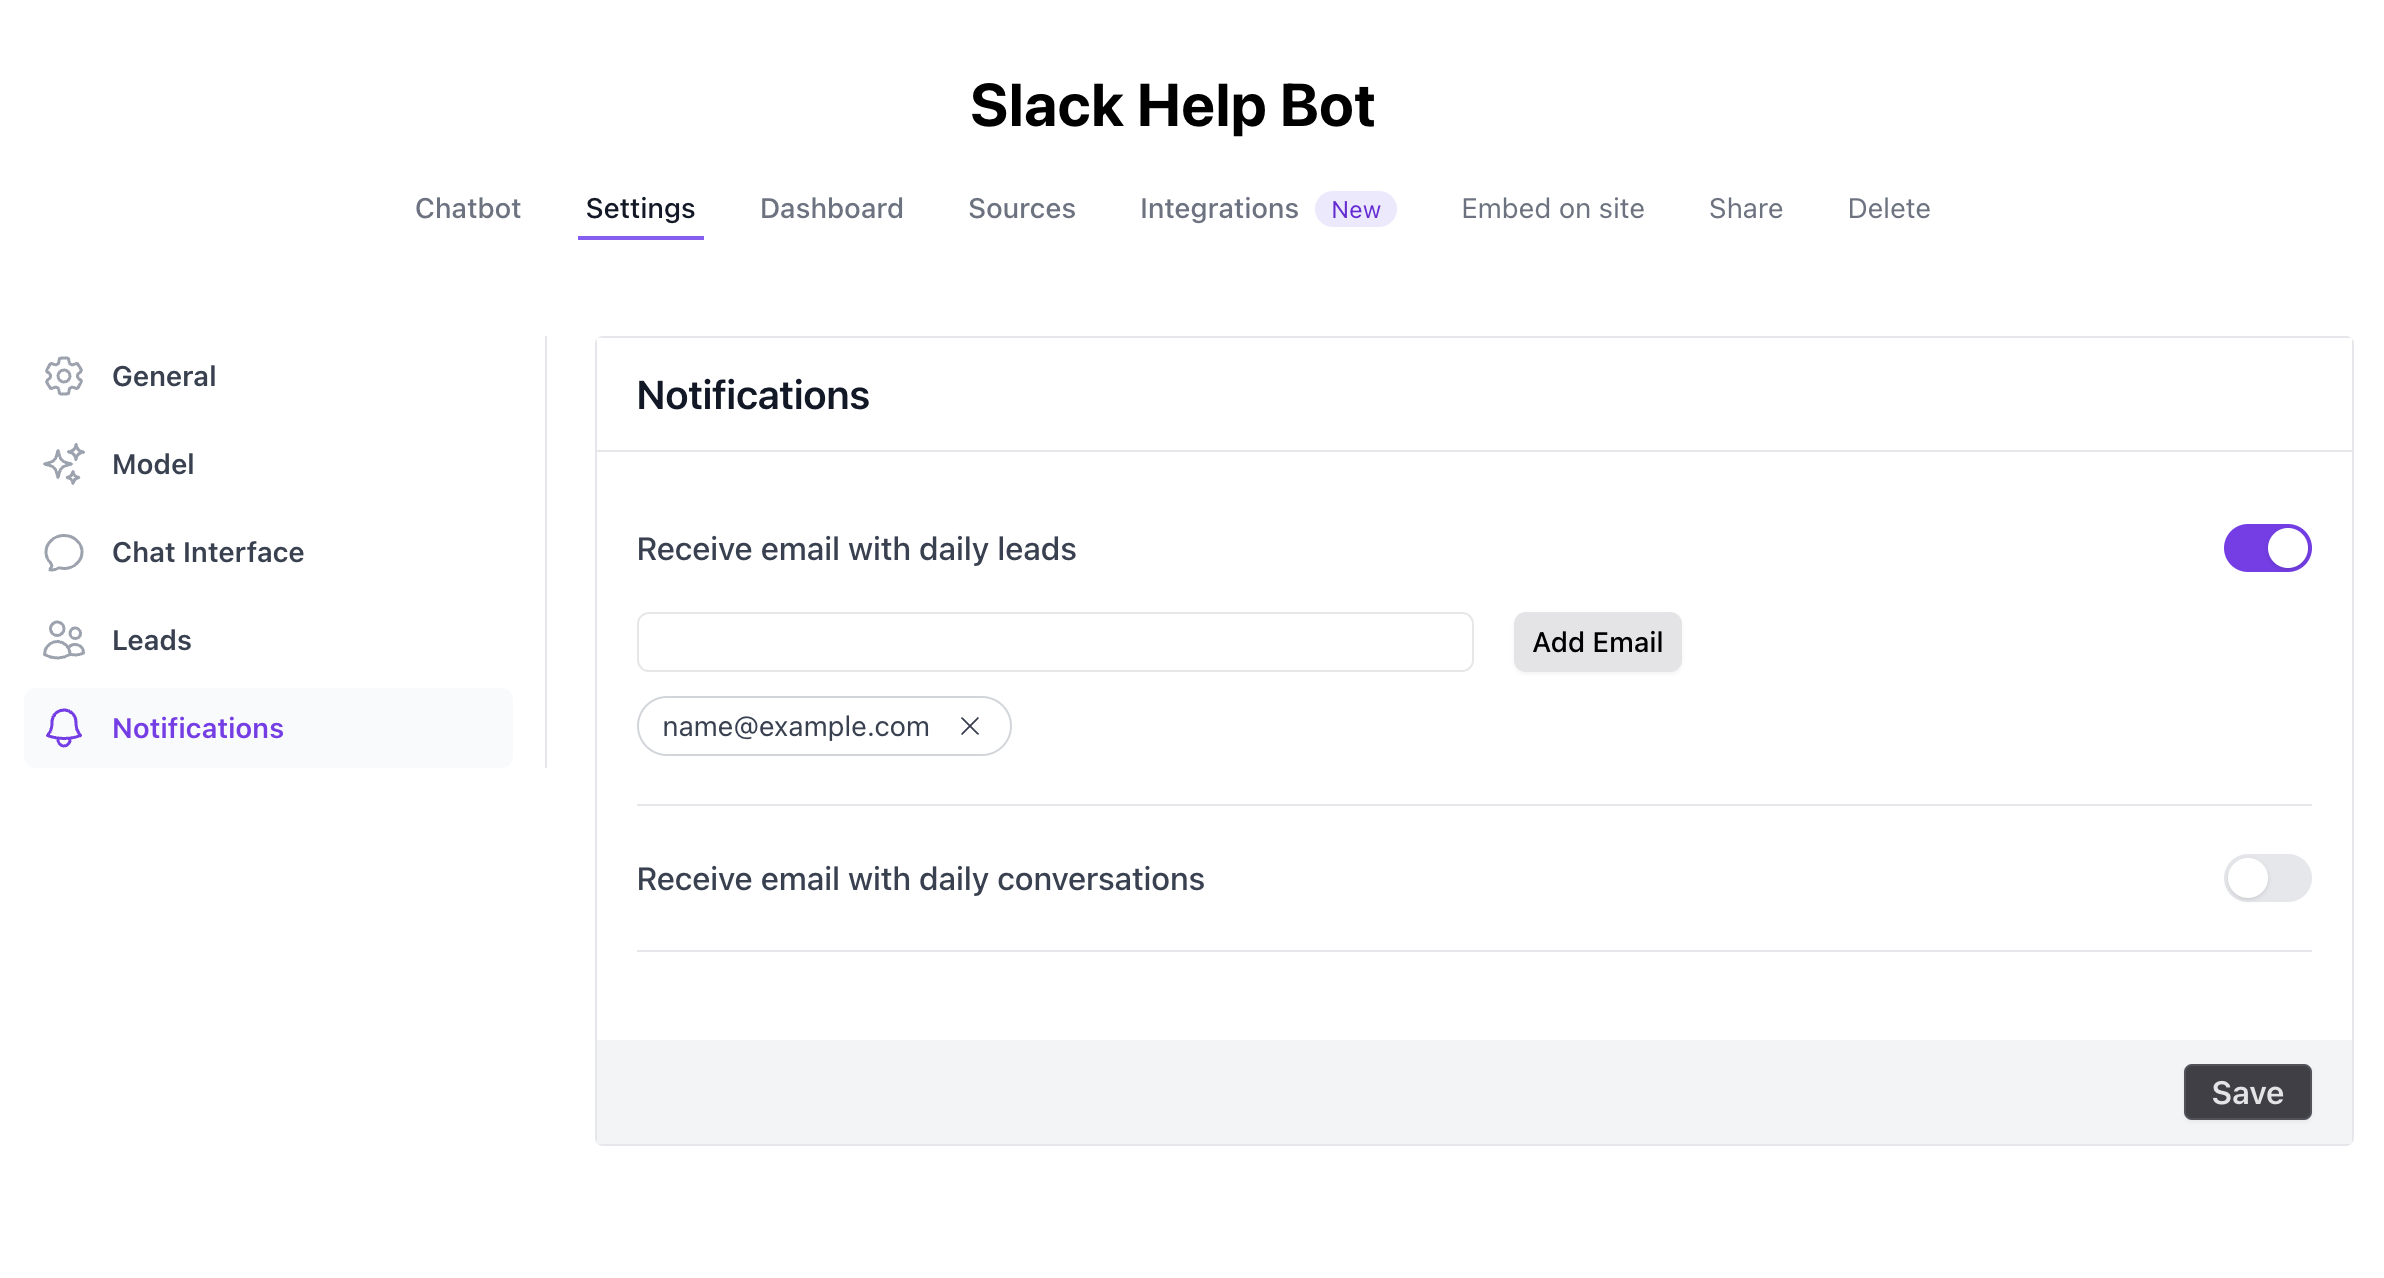 Slack Help Bot
Chatbot Settings Dashboard Sources Integrations New Embed on site Share Delete
General
Model
Chat Interface
Leads
Notifications
Notifications
Receive email with daily leads
Add Email
name@example.com
Receive email with daily conversations
Save